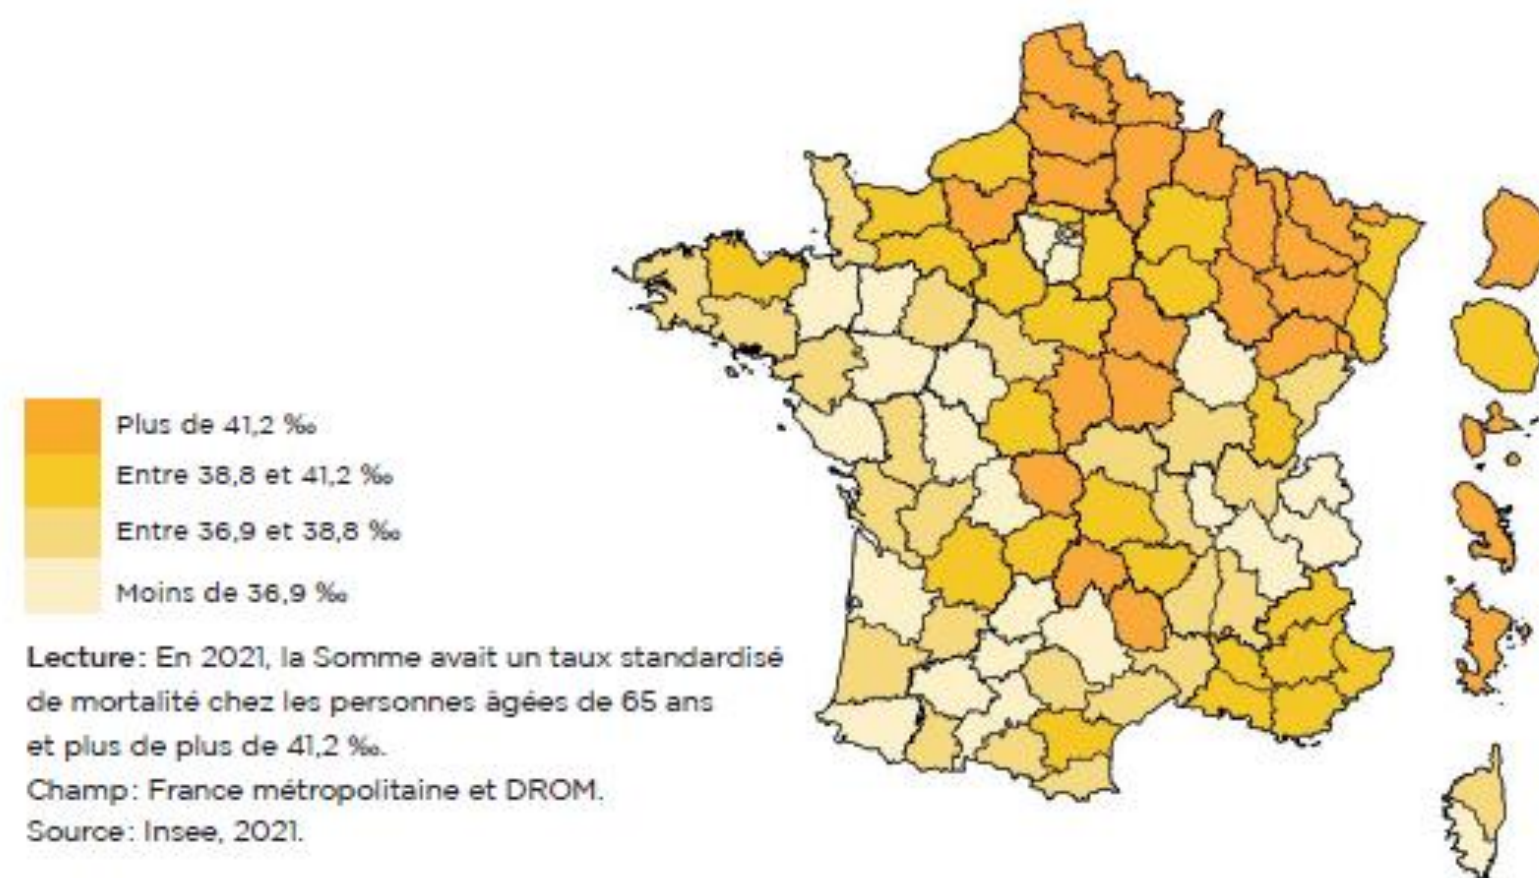 Plus de 41,2 ‰
Entre 38,8 et 41,2 ‰
Entre 36,9 et 38,8 ‰
Moins de 36,9 ‰
Lecture : En 2021, la Somme avait un taux standardisé
de mortalité chez les personnes âgées de 65 ans
et plus de plus de 41,2 ‰.
Champ : France métropolitaine et DROM.
Source : Insee, 2021.